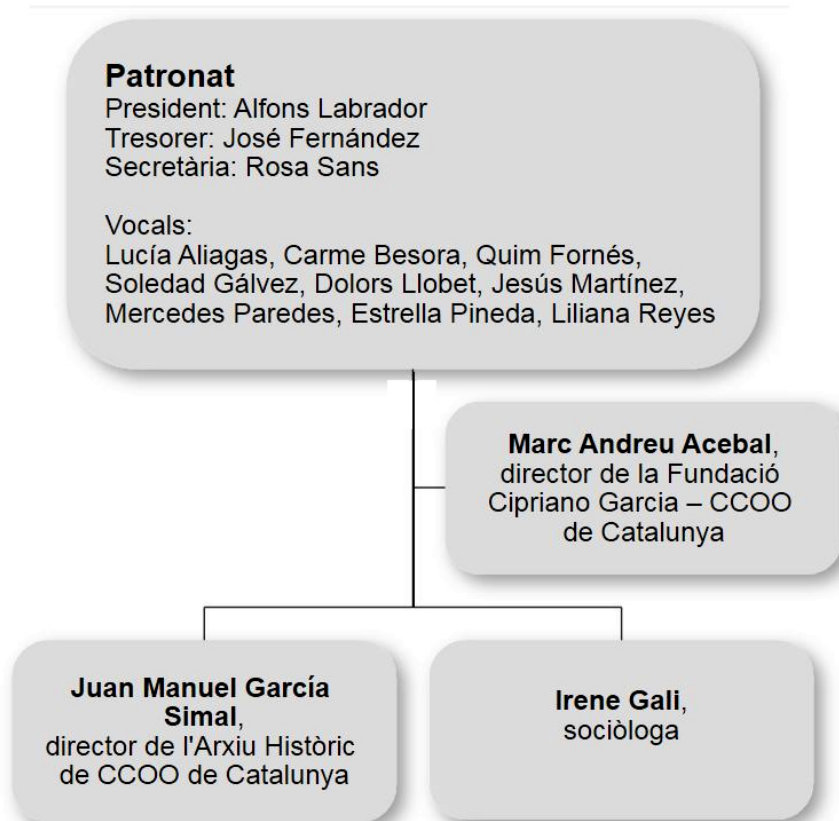 Patronat
President: Alfons Labrador
Tresorer: José Fernández
Secretària: Rosa Sans
Vocals:
Lucía Aliagas, Carme Besora, Quim Fornés,
Soledad Gálvez, Dolors Llobet, Jesús Martínez,
Mercedes Paredes, Estrella Pineda, Liliana Reyes
Marc Andreu Acebal,
director de la Fundació
Cipriano Garcia – CCOO
de Catalunya
Juan Manuel García
Simal,
director de l'Arxiu Històric
de CCOO de Catalunya
Irene Gali,
sociòloga